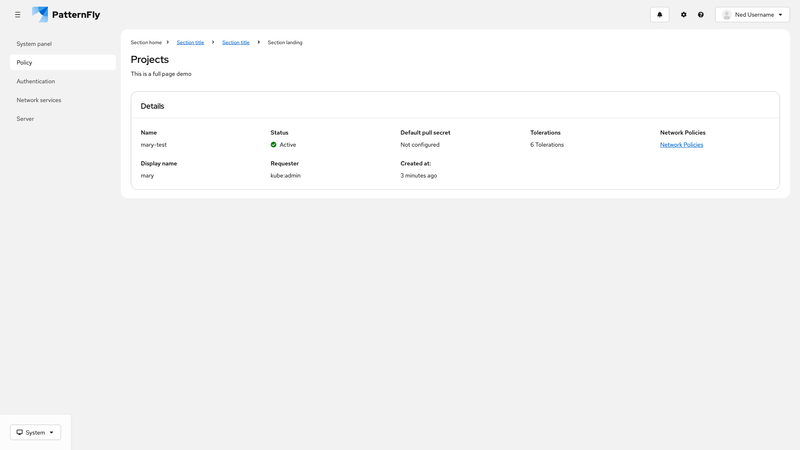 PatternFly
Ned Username
System panel
Policy
Authentication
Network services
Server
Section home Section title Section title Section landing
Projects
This is a full page demo
Details
Name Status Default pull secret Tolerations Network Policies
mary-test Active Not configured 6 Tolerations Network Policies
Display name Requester Created at:
mary kube:admin 3 minutes ago
System